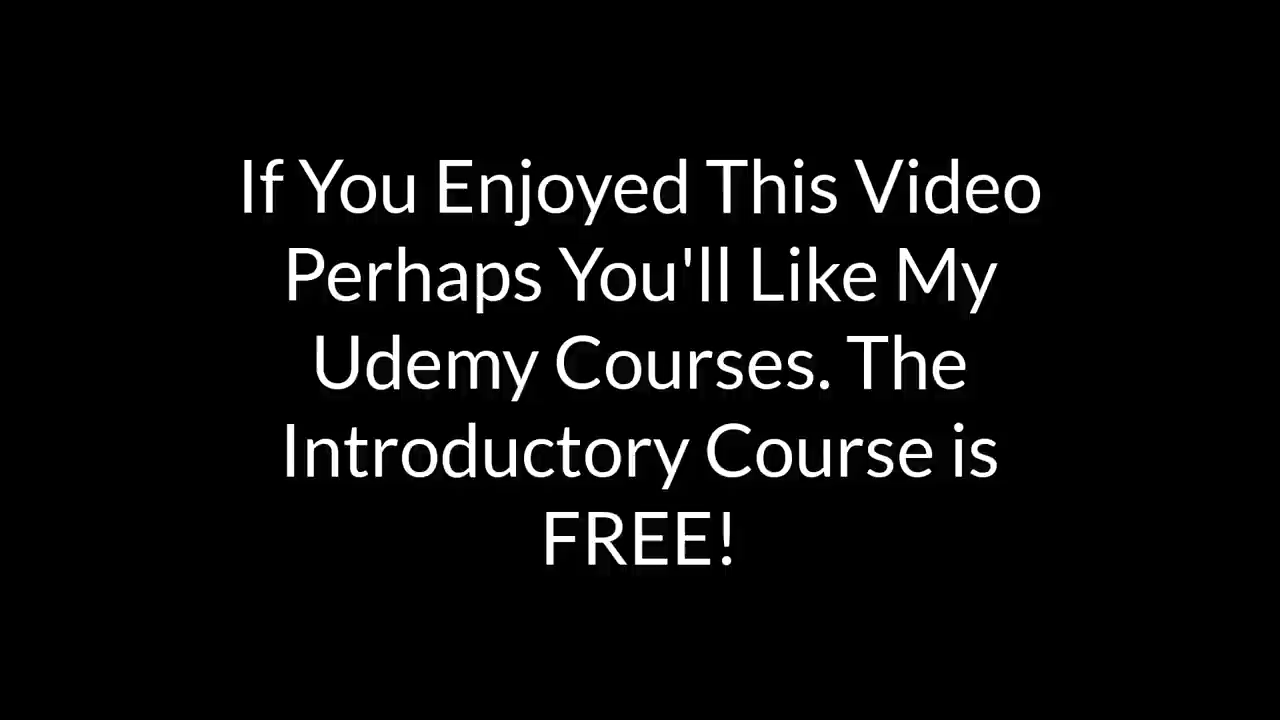 If You Enjoyed This Video
Perhaps You'll Like My
Udemy Courses. The
Introductory Course is
FREE!